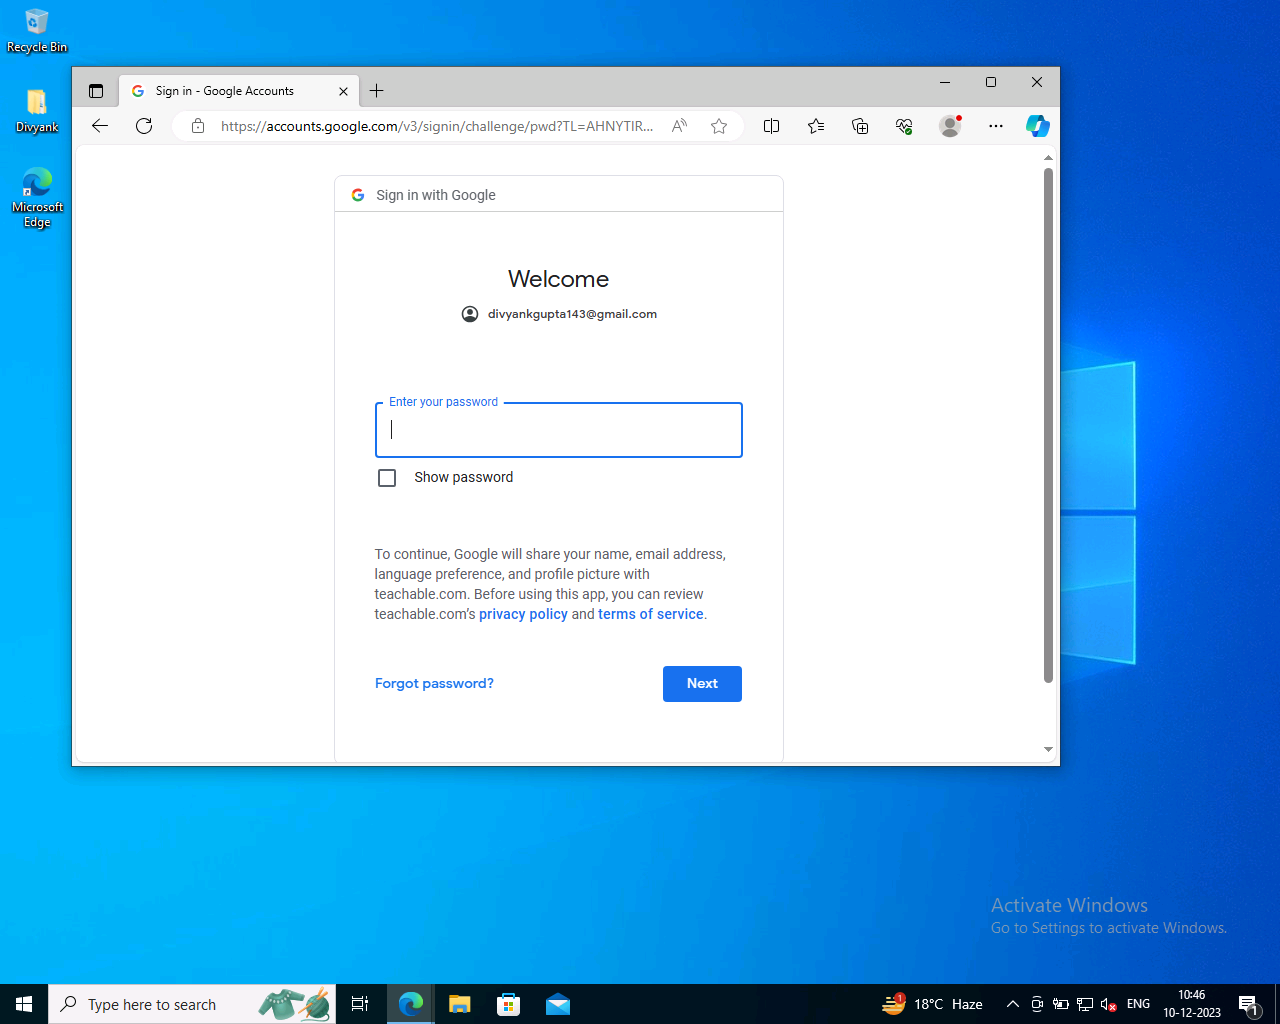 Recycle Bin
Divyank
Microsoft
Edge
Sign in - Google Accounts
https://accounts.google.com/v3/signin/challenge/pwd?TL=AHNYTIR...
Sign in with Google
Welcome
divyankgupta143@gmail.com
Enter your password
Show password
To continue, Google will share your name, email address,
language preference, and profile picture with
teachable.com. Before using this app, you can review
teachable.com's privacy policy and terms of service.
Forgot password?
Next
Activate Windows
Go to Settings to activate Windows.
Type here to search
1
18°C Haze
ENG
10:46
10-12-2023
1